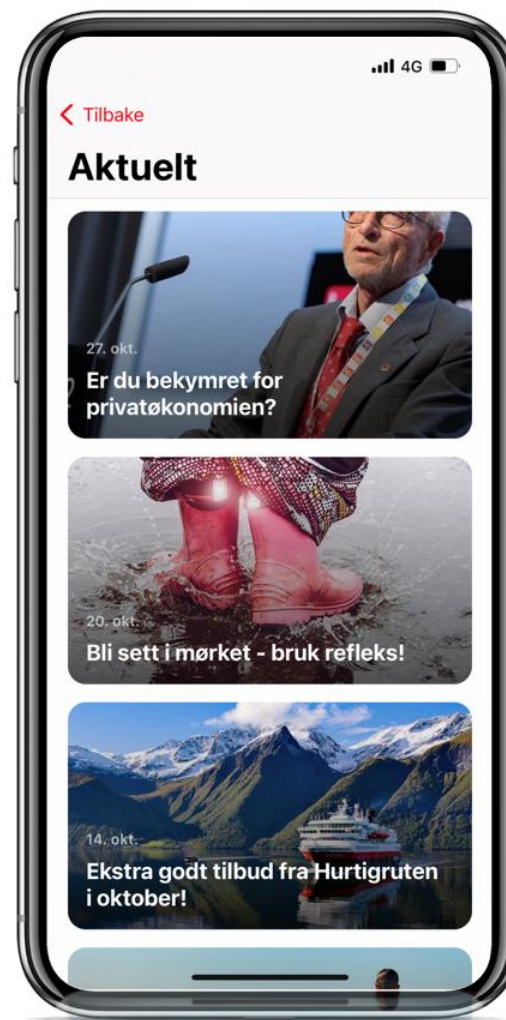 4G
Tilbake
Aktuelt
27. okt.
Er du bekymret for
privatøkonomien?
20. okt.
Bli sett i mørket - bruk refleks!
14. okt.
Ekstra godt tilbud fra Hurtigruten
i oktober!